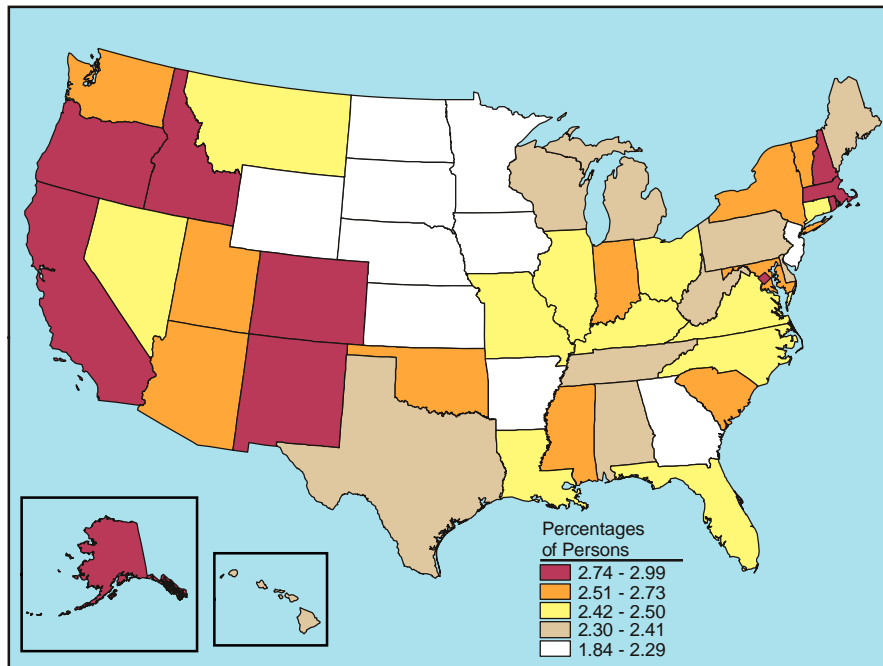 Percentages
of Persons
2.74 - 2.99
2.51 - 2.73
2.42 - 2.50
2.30 - 2.41
1.84 - 2.29